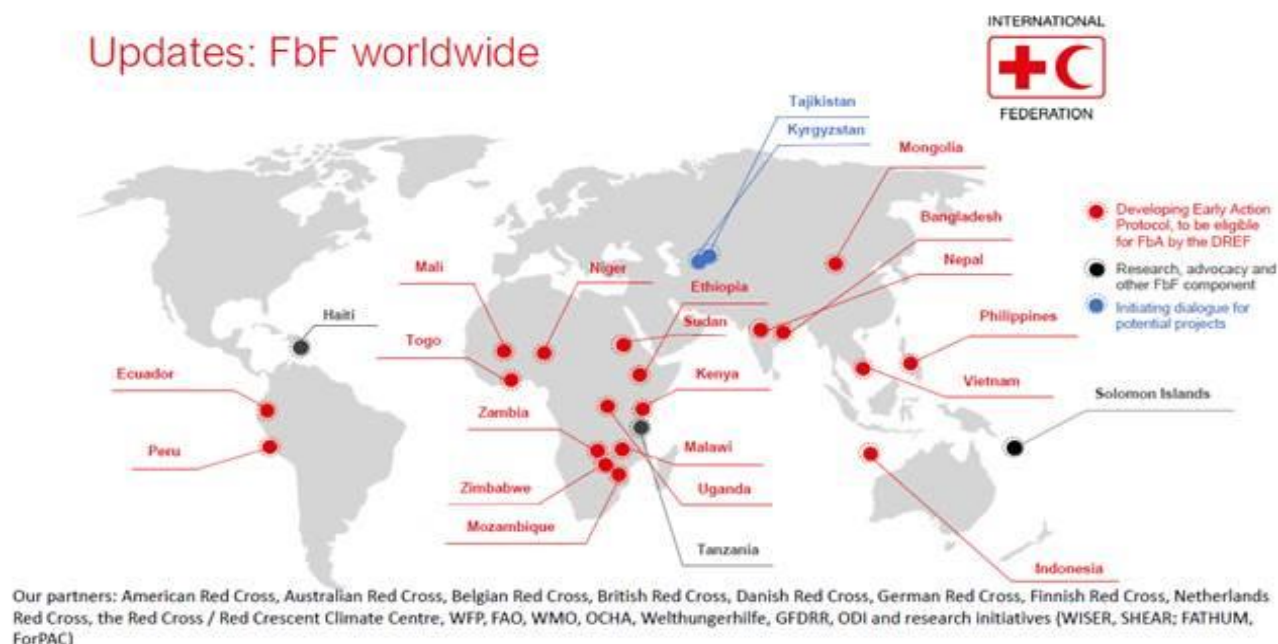 Updates: FbF worldwide
INTERNATIONAL
FEDERATION
Tajikistan
Kyrgyzstan
Mongolia
Bangladesh
Nepal
Mali
Niger
Ethiopia
Haiti
Sudan
Philippines
Togo
Ecuador
Kenya
Vietnam
Solomon Islands
Zambia
Peru
Malawi
Zimbabwe
Uganda
Mozambique
Tanzania
Indonesia
Developing Early Action
Protocol, to be eligible
for FbA by the DREF
Research, advocacy and
other FbF component
Initiating dialogue for
potential projects
Our partners: American Red Cross, Australian Red Cross, Belgian Red Cross, British Red Cross, Danish Red Cross, German Red Cross, Finnish Red Cross, Netherlands
Red Cross, the Red Cross / Red Crescent Climate Centre, WFP, FAO, WMO, OCHA, Welthungerhilfe, GFDRR, ODI and research initiatives (WISER, SHEAR; FATHUM,
ForPAC)